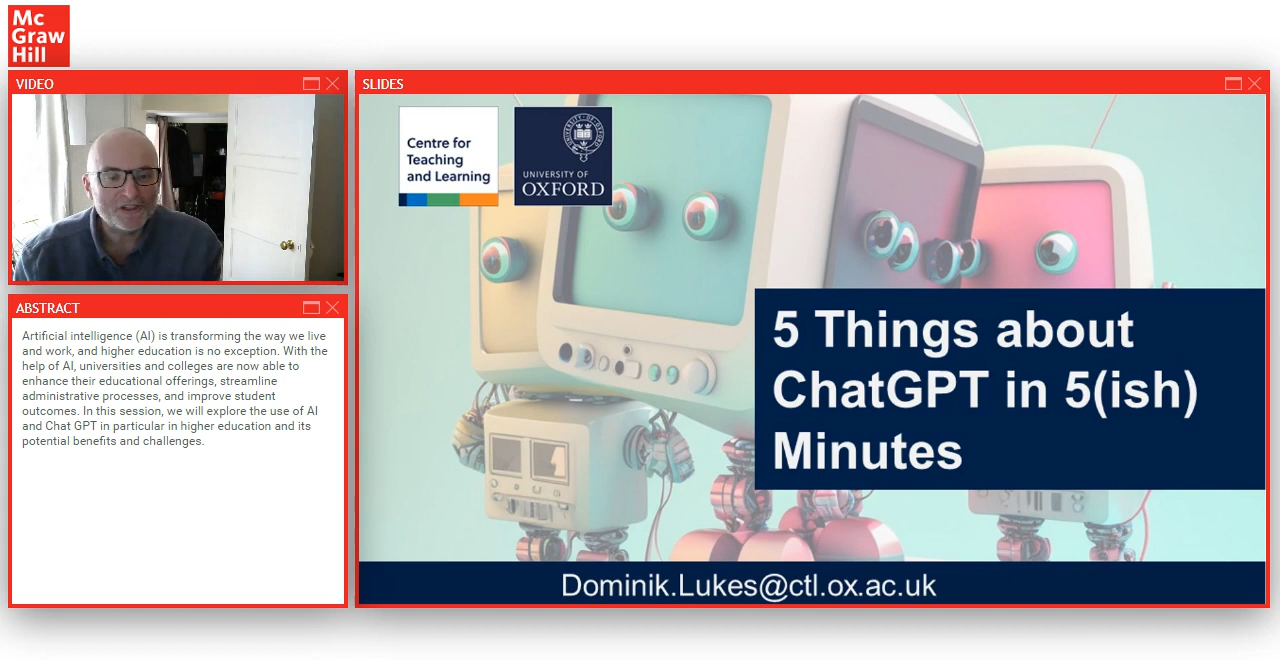 Mc
Graw
Hill
VIDEO
ABSTRACT
Artificial intelligence (AI) is transforming the way we live
and work, and higher education is no exception. With the
help of AI, universities and colleges are now able to
enhance their educational offerings, streamline
administrative processes, and improve student
outcomes. In this session, we will explore the use of AI
and Chat GPT in particular in higher education and its
potential benefits and challenges.
SLIDES
Centre for
Teaching
and Learning
UNIVERSITY OF
OXFORD
5 Things about
ChatGPT in 5(ish)
Minutes
Dominik.Lukes@ctl.ox.ac.uk